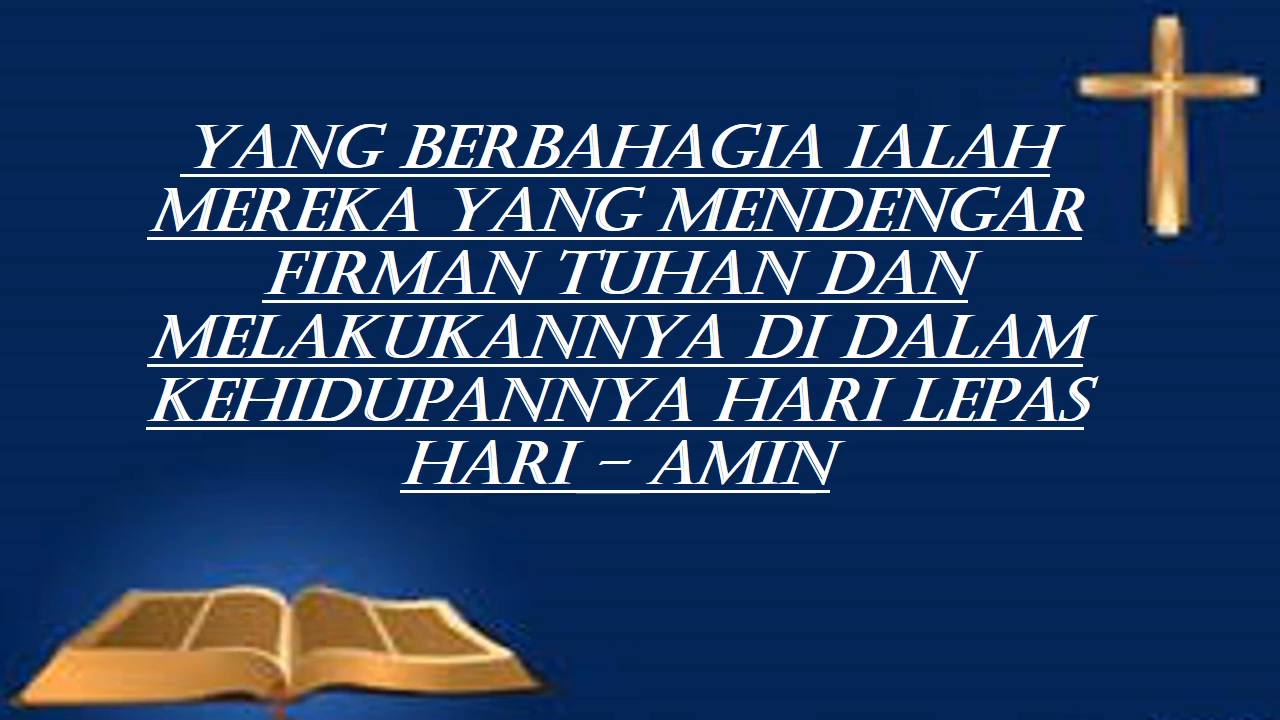 YANG BERBAHAGIA IALAH
MEREKA YANG MENDENGAR
FIRMAN TUHAN DAN
MELAKUKANNYA DI DALAM
KEHIDUPANNYA HARI LEPAS
HARI – AMIN